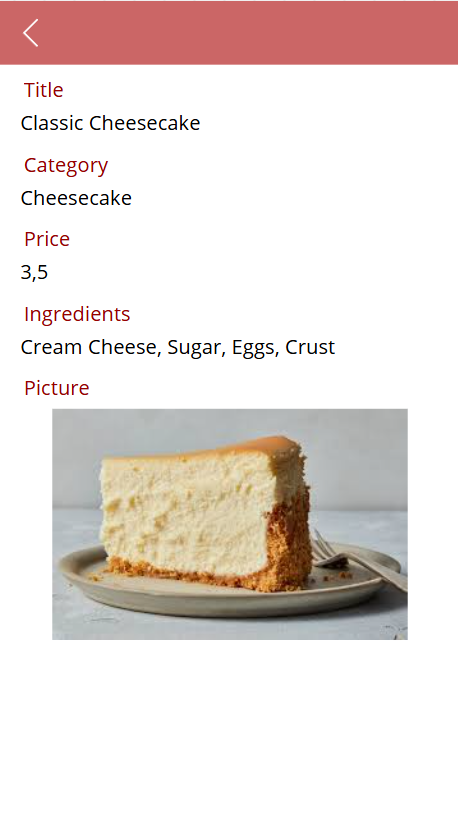 Title
Classic Cheesecake
Category
Cheesecake
Price
3,5
Ingredients
Cream Cheese, Sugar, Eggs, Crust
Picture